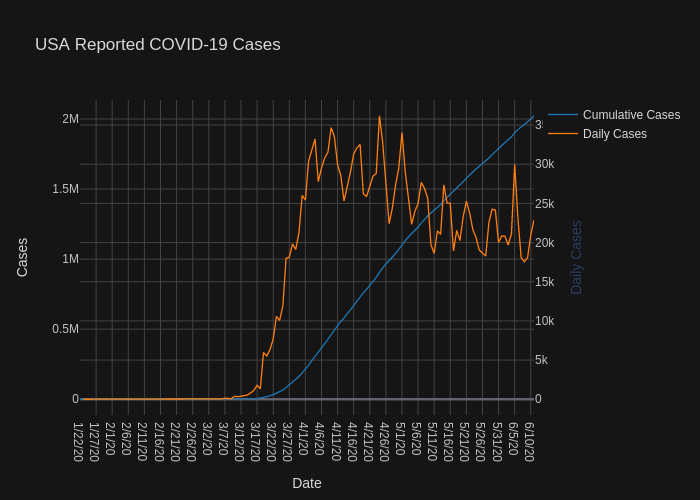 USA Reported COVID-19 Cases
Cumulative Cases
Daily Cases
2M
1.5M
1M
0.5M
0
Cases
30k
25k
20k
15k
10k
5k
0
Daily Cases
1/22/20
1/27/20
2/1/20
2/6/20
2/11/20
2/16/20
2/21/20
2/26/20
3/2/20
3/7/20
3/12/20
3/17/20
3/22/20
3/27/20
4/1/20
4/6/20
4/11/20
4/16/20
4/21/20
4/26/20
5/1/20
5/6/20
5/11/20
5/16/20
5/21/20
5/26/20
5/31/20
6/5/20
6/10/20
Date